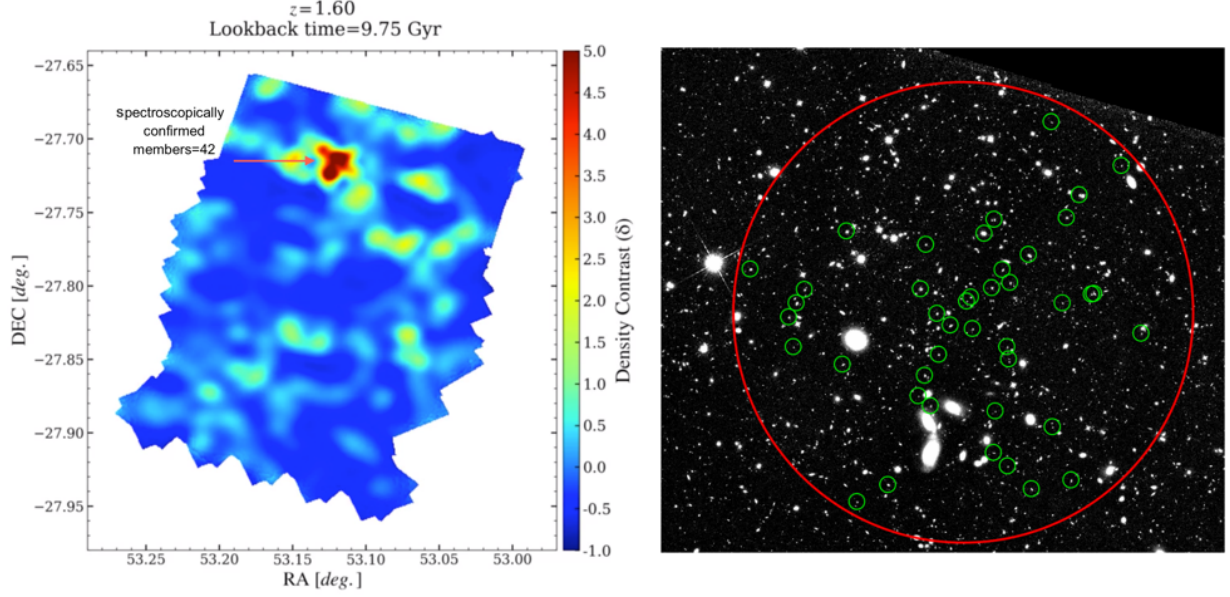 z=1.60
Lookback time=9.75 Gyr
spectroscopically
confirmed
members=42
−27.65
−27.70
−27.75
−27.80
−27.85
−27.90
−27.95
DEC [deg.]
53.25 53.20 53.15 53.10 53.05 53.00
RA [deg.]
5.0
4.5
4.0
3.5
3.0
2.5
2.0
1.5
1.0
0.5
0.0
-0.5
-1.0
Density Contrast (δ)